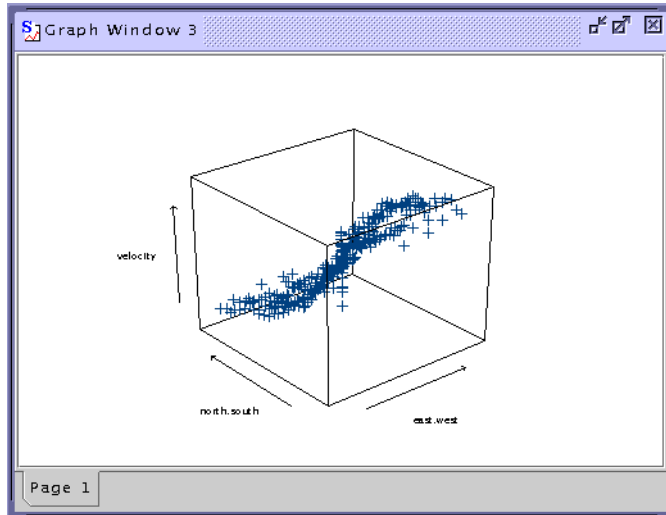 Graph Window 3
velocity
north.south
east.west
Page 1